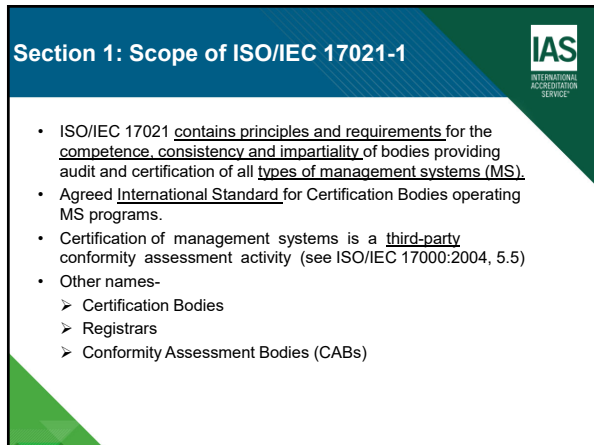 Section 1: Scope of ISO/IEC 17021-1
IAS
INTERNATIONAL
ACCREDITATION
SERVICE®
• ISO/IEC 17021 contains principles and requirements for the
competence, consistency and impartiality of bodies providing
audit and certification of all types of management systems (MS).
• Agreed International Standard for Certification Bodies operating
MS programs.
• Certification of management systems is a third-party
conformity assessment activity (see ISO/IEC 17000:2004, 5.5)
• Other names-
➢ Certification Bodies
➢ Registrars
➢ Conformity Assessment Bodies (CABs)